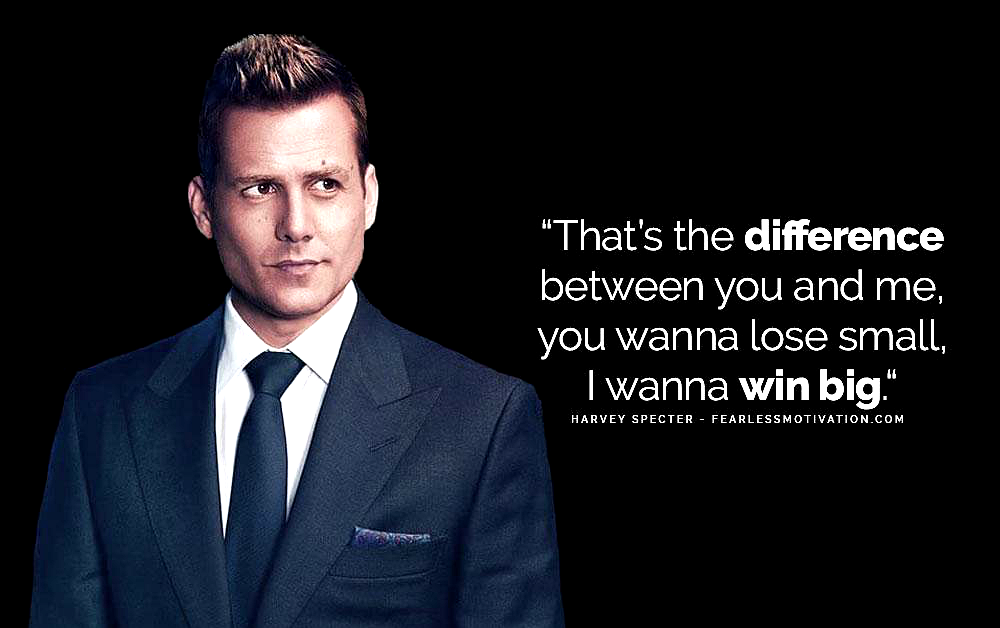 “That’s the difference
between you and me,
you wanna lose small,
I wanna win big.“
HARVEY SPECTER - FEARLESSMOTIVATION.COM